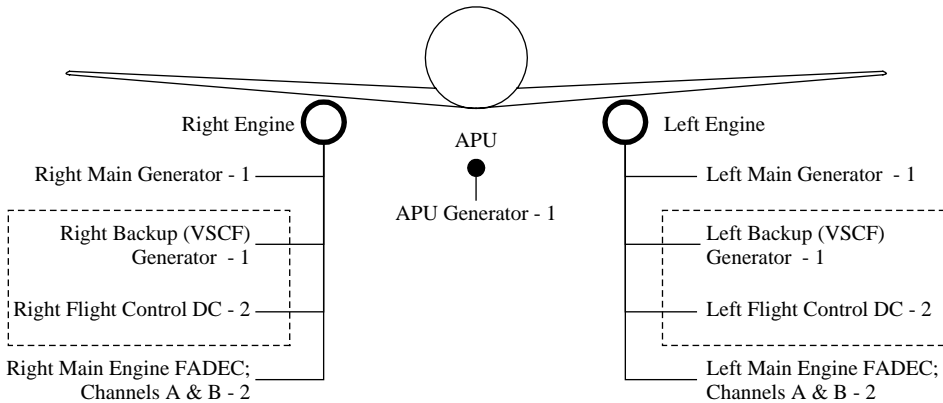 Right Engine
APU
Left Engine
Right Main Generator - 1
APU Generator - 1
Left Main Generator - 1
Right Backup (VSCF)
Generator - 1
Left Backup (VSCF)
Generator - 1
Right Flight Control DC - 2
Left Flight Control DC - 2
Right Main Engine FADEC;
Channels A & B - 2
Left Main Engine FADEC;
Channels A & B - 2